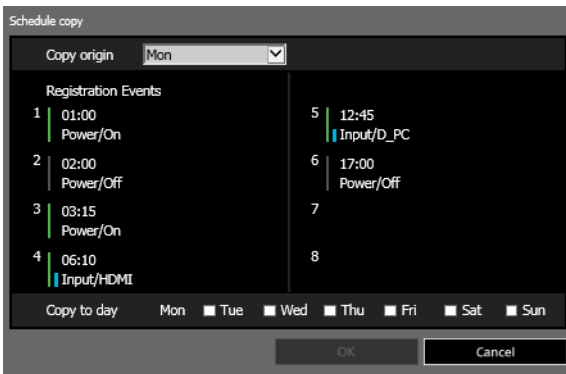 Schedule copy
Copy origin Mon
Registration Events
1 01:00
Power/On
2 02:00
Power/Off
3 03:15
Power/On
4 06:10
Input/HDMI
5 12:45
Input/D_PC
6 17:00
Power/Off
7
8
Copy to day Mon Tue Wed Thu Fri Sat Sun
OK Cancel